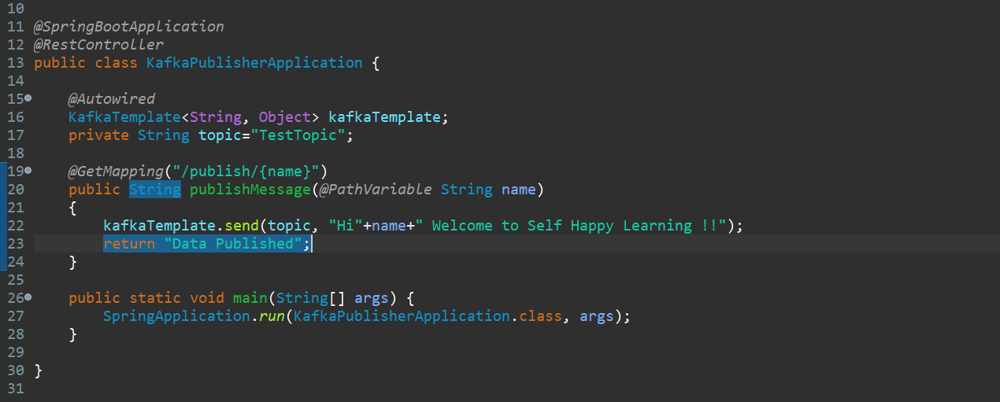 10
11 @SpringBootApplication
12 @RestController
13 public class KafkaPublisherApplication {
14
15 @Autowired
16 KafkaTemplate<String, Object> kafkaTemplate;
17 private String topic="TestTopic";
18
19 @GetMapping("/publish/{name}")
20 public String publishMessage(@PathVariable String name)
21 {
22 kafkaTemplate.send(topic, "Hi"+name+" Welcome to Self Happy Learning !!");
23 return "Data Published";
24 }
25
26 public static void main(String[] args) {
27 SpringApplication.run(KafkaPublisherApplication.class, args);
28 }
29
30 }
31